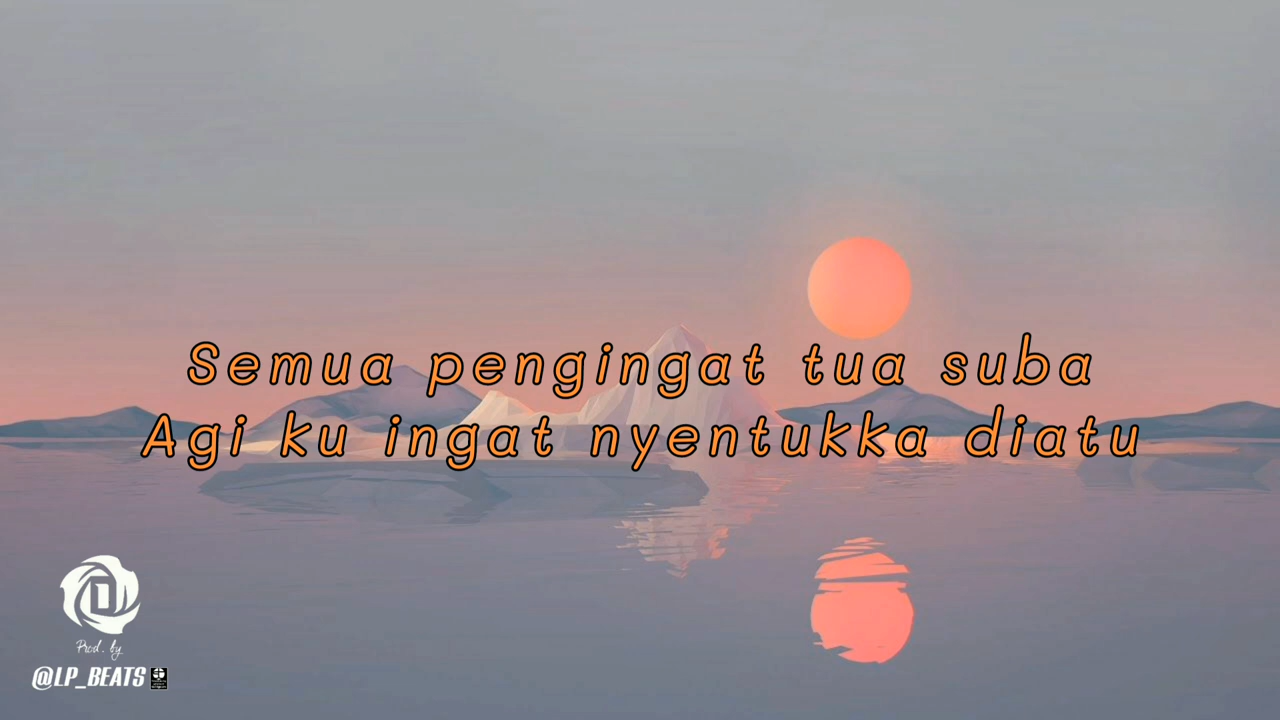 Semua pengingat tua suba
Agi ku ingat nyentukka diatu
Prod. by
@LP_BEATS